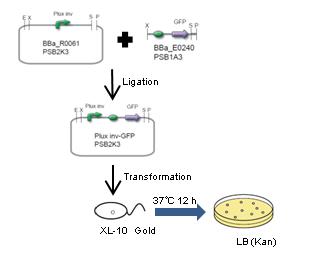 Plux inv
E X
S P
BBa_R0061
PSB2K3
X
GFP
S P
BBa_E0240
PSB1A3
Ligation
Plux inv
GFP
E X
S P
Plux inv-GFP
PSB2K3
Transformation
37℃ 12 h
XL-10 Gold
LB (Kan)